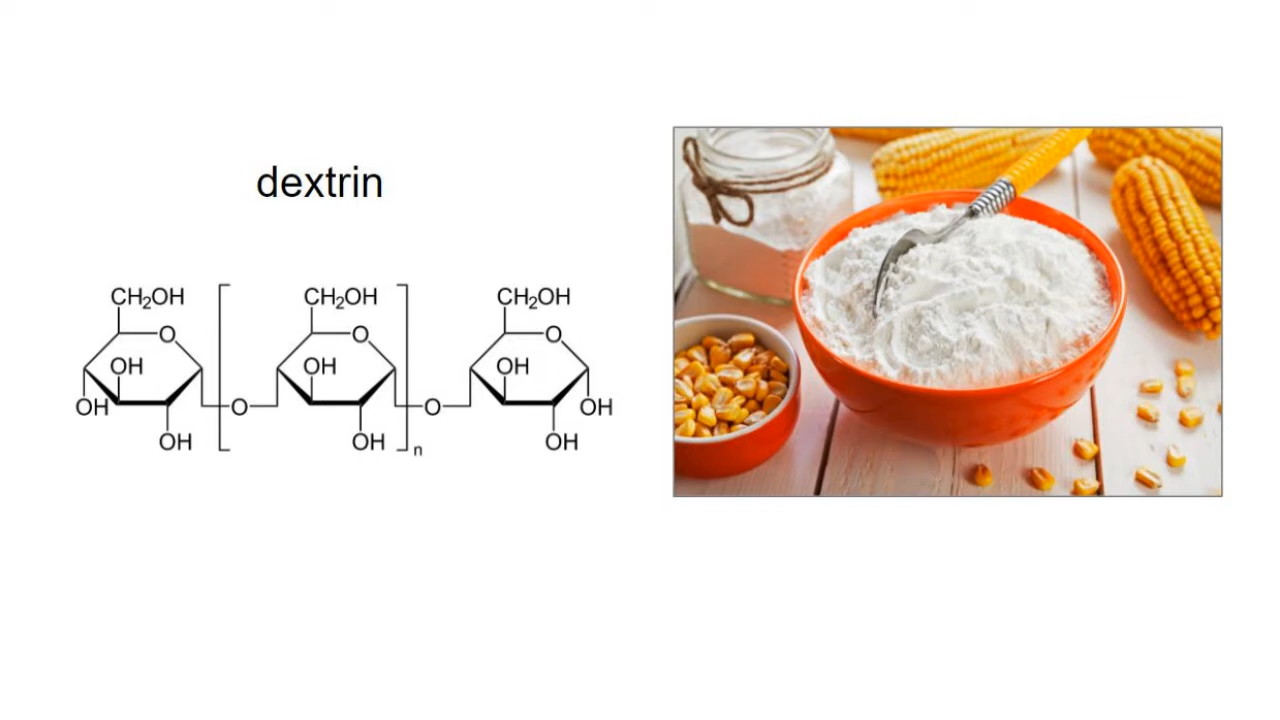 dextrin
CH₂OH CH₂OH CH₂OH
O O O
OH OH OH
OH O O OH
OH OH OH
n